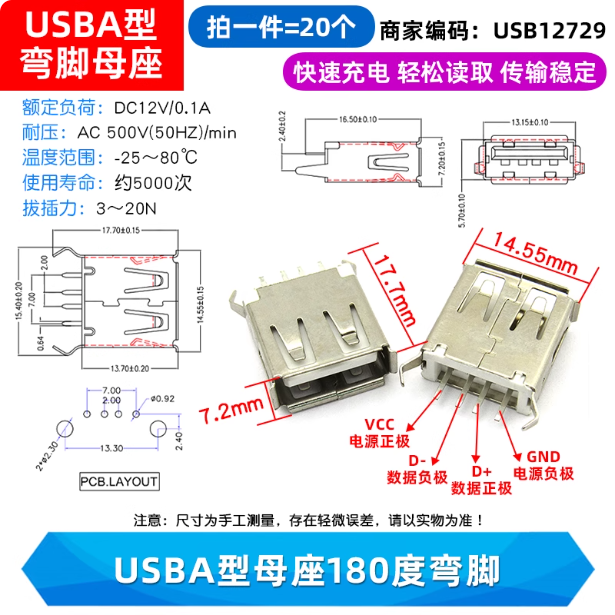 USBA型
弯脚母座
拍一件=20个
商家编码：USB12729
快速充电 轻松读取 传输稳定
额定负荷：DC12V/0.1A
耐压：AC 500V(50HZ)/min
温度范围：-25～80℃
使用寿命：约5000次
拔插力：3～20N
16.50±0.10
2.40±0.2
7.20±0.15
13.15±0.10
5.70±0.10
17.70±0.15
15.40±0.20
7.00
2.00
0.64
14.55±0.15
13.70±0.20
17.7mm
14.55mm
7.2mm
7.00
2.00
ø0.92
2*ø2.30
13.30
2.40
PCB.LAYOUT
VCC
电源正极
D-
数据负极
D+
数据正极
GND
电源负极
注意：尺寸为手工测量，存在轻微误差，请以实物为准！
USBA型母座180度弯脚